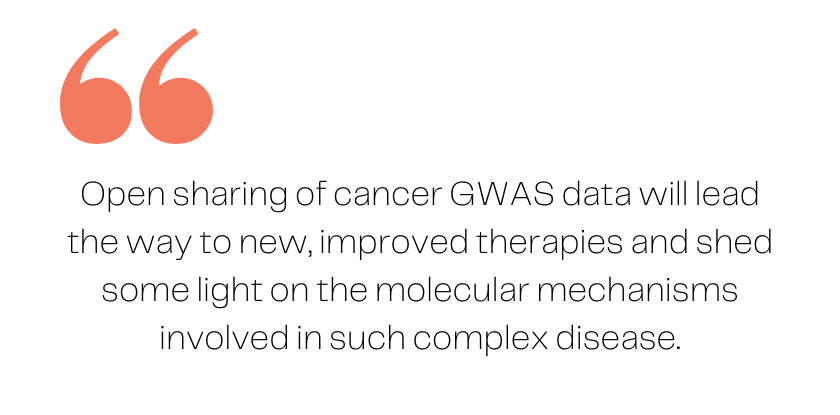 Open sharing of cancer GWAS data will lead
the way to new, improved therapies and shed
some light on the molecular mechanisms
involved in such complex disease.